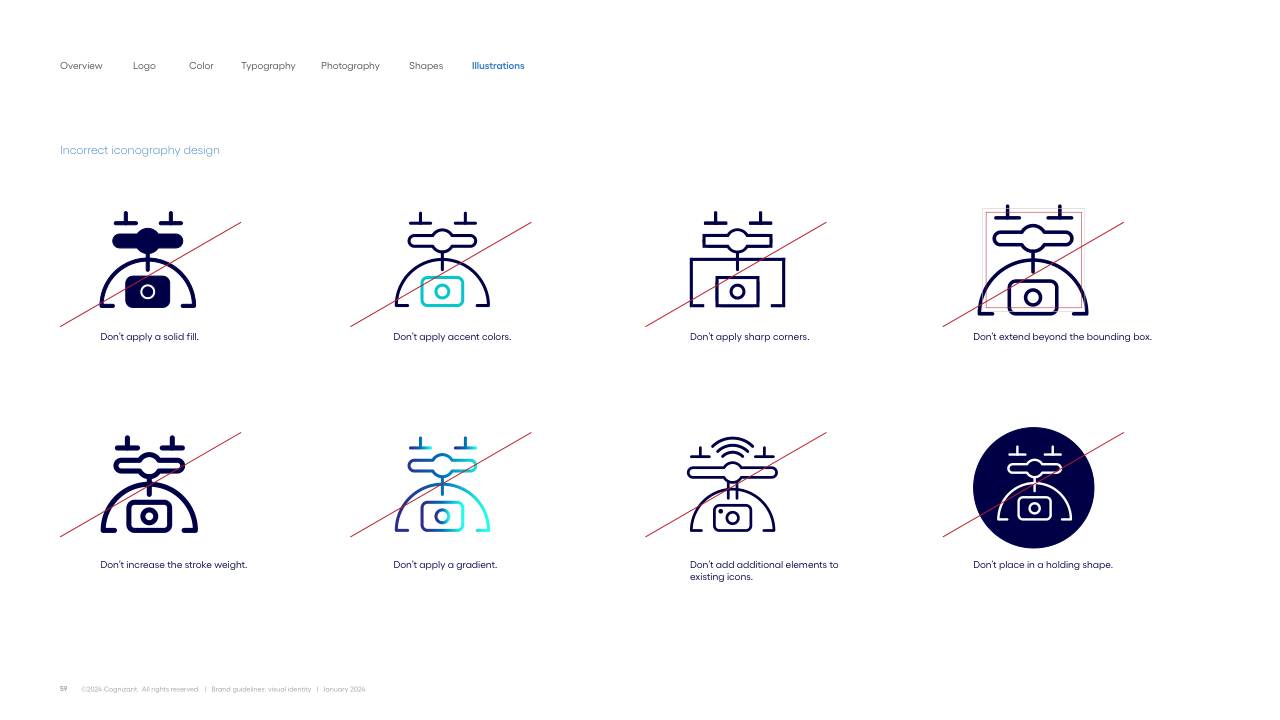 Overview Logo Color Typography Photography Shapes Illustrations
Incorrect iconography design
Don't apply a solid fill.
Don't apply accent colors.
Don't apply sharp corners.
Don't extend beyond the bounding box.
Don't increase the stroke weight.
Don't apply a gradient.
Don't add additional elements to
existing icons.
Don't place in a holding shape.
59 ©2024 Cognizant. All rights reserved. | Brand guidelines: visual identity | January 2024